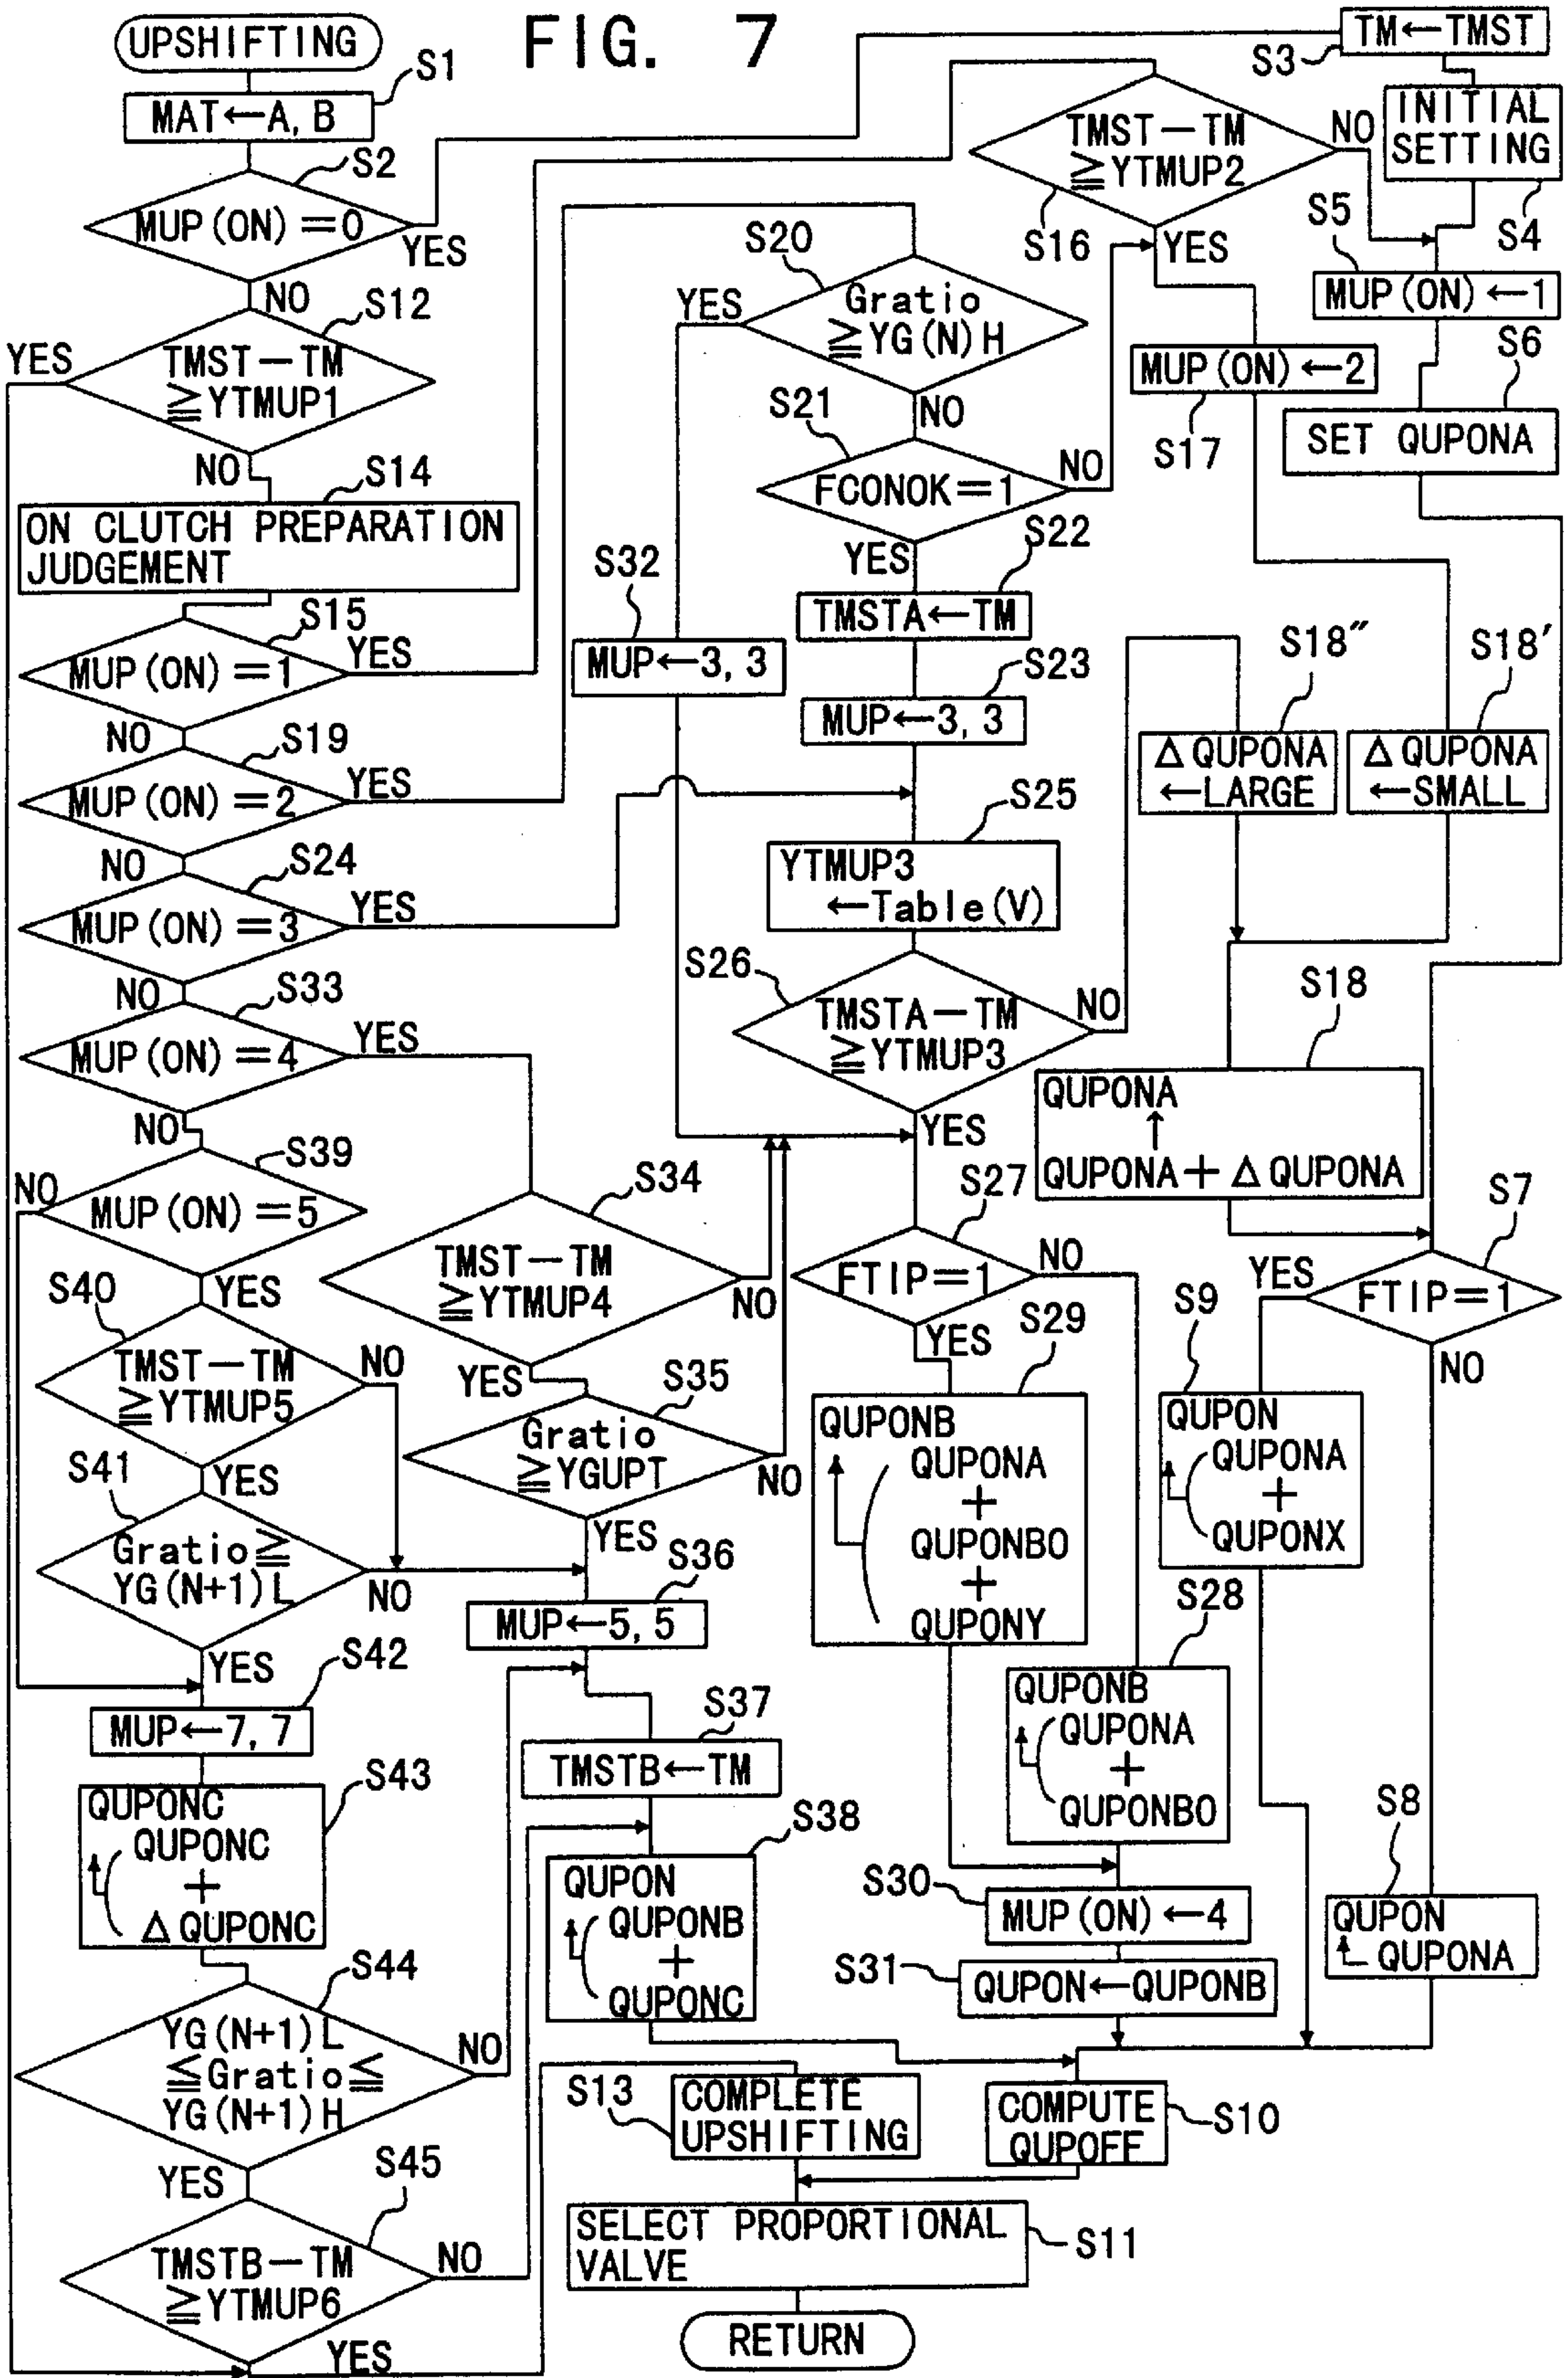 FIG. 7
UPSHIFTING
S1
MAT←A, B
S2
MUP(ON)=0
YES
NO
S12
YES
TMST−TM
≧YTMUP1
NO
S14
ON CLUTCH PREPARATION
JUDGEMENT
S15
MUP(ON)=1
YES
NO
S19
MUP(ON)=2
YES
NO
S24
MUP(ON)=3
YES
NO
S33
MUP(ON)=4
YES
NO
S39
NO
MUP(ON)=5
YES
S40
TMST−TM
≧YTMUP5
NO
YES
S41
Gratio≧
YG(N+1)L
NO
YES
S42
MUP←7, 7
S43
QUPONC
QUPONC
+
△QUPONC
S44
YG(N+1)L
≦Gratio≦
YG(N+1)H
NO
YES
S45
TMSTB−TM
≧YTMUP6
NO
YES
S34
TMST−TM
≧YTMUP4
NO
YES
S35
Gratio
≧YGUPT
NO
YES
S36
MUP←5, 5
S37
TMSTB←TM
S38
QUPON
QUPONB
+
QUPONC
S20
YES
Gratio
≧YG(N)H
NO
S21
FCONOK=1
NO
YES
S22
TMSTA←TM
S32
MUP←3, 3
S23
MUP←3, 3
S25
YTMUP3
←Table(V)
S26
TMSTA−TM
≧YTMUP3
NO
YES
S27
FTIP=1
NO
YES
S29
QUPONB
QUPONA
+
QUPONBO
+
QUPONY
S28
QUPONB
QUPONA
+
QUPONBO
S30
MUP(ON)←4
S31
QUPON←QUPONB
S3
TM←TMST
INITIAL
SETTING
S4
TMST−TM
≧YTMUP2
NO
S16
YES
S5
MUP(ON)←1
MUP(ON)←2
S17
S6
SET QUPONA
S18″
△QUPONA
←LARGE
S18′
△QUPONA
←SMALL
S18
QUPONA
↑
QUPONA+△QUPONA
S7
YES
FTIP=1
NO
S9
QUPON
QUPONA
+
QUPONX
S8
QUPON
QUPONA
S13
COMPLETE
UPSHIFTING
COMPUTE
QUPOFF
S10
SELECT PROPORTIONAL
VALVE
S11
RETURN